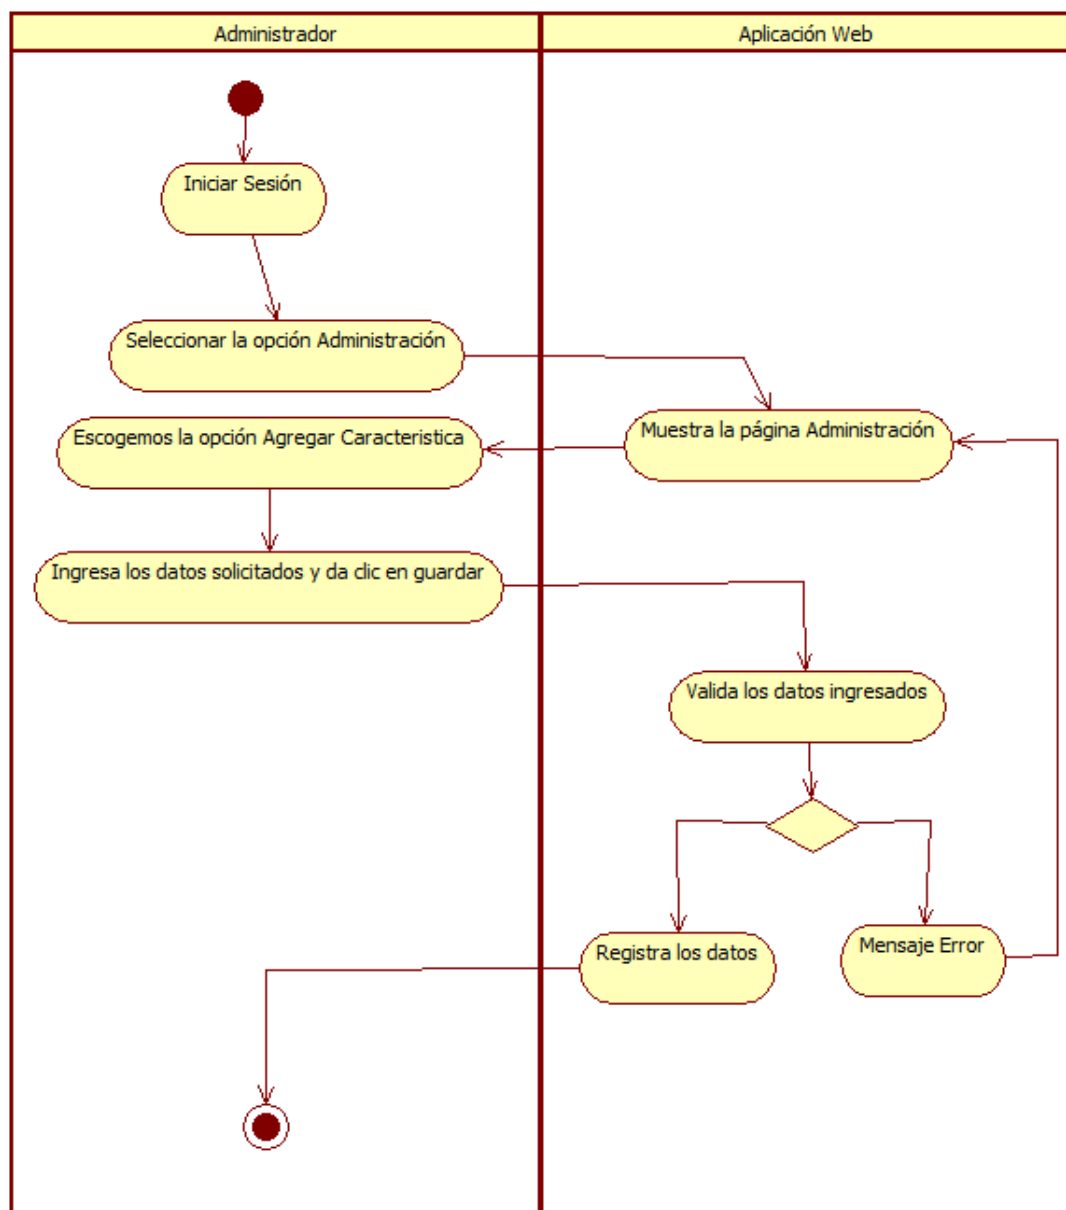 Administrador
Aplicación Web
Iniciar Sesión
Seleccionar la opción Administración
Muestra la página Administración
Escogemos la opción Agregar Caracteristica
Ingresa los datos solicitados y da clic en guardar
Valida los datos ingresados
Registra los datos
Mensaje Error